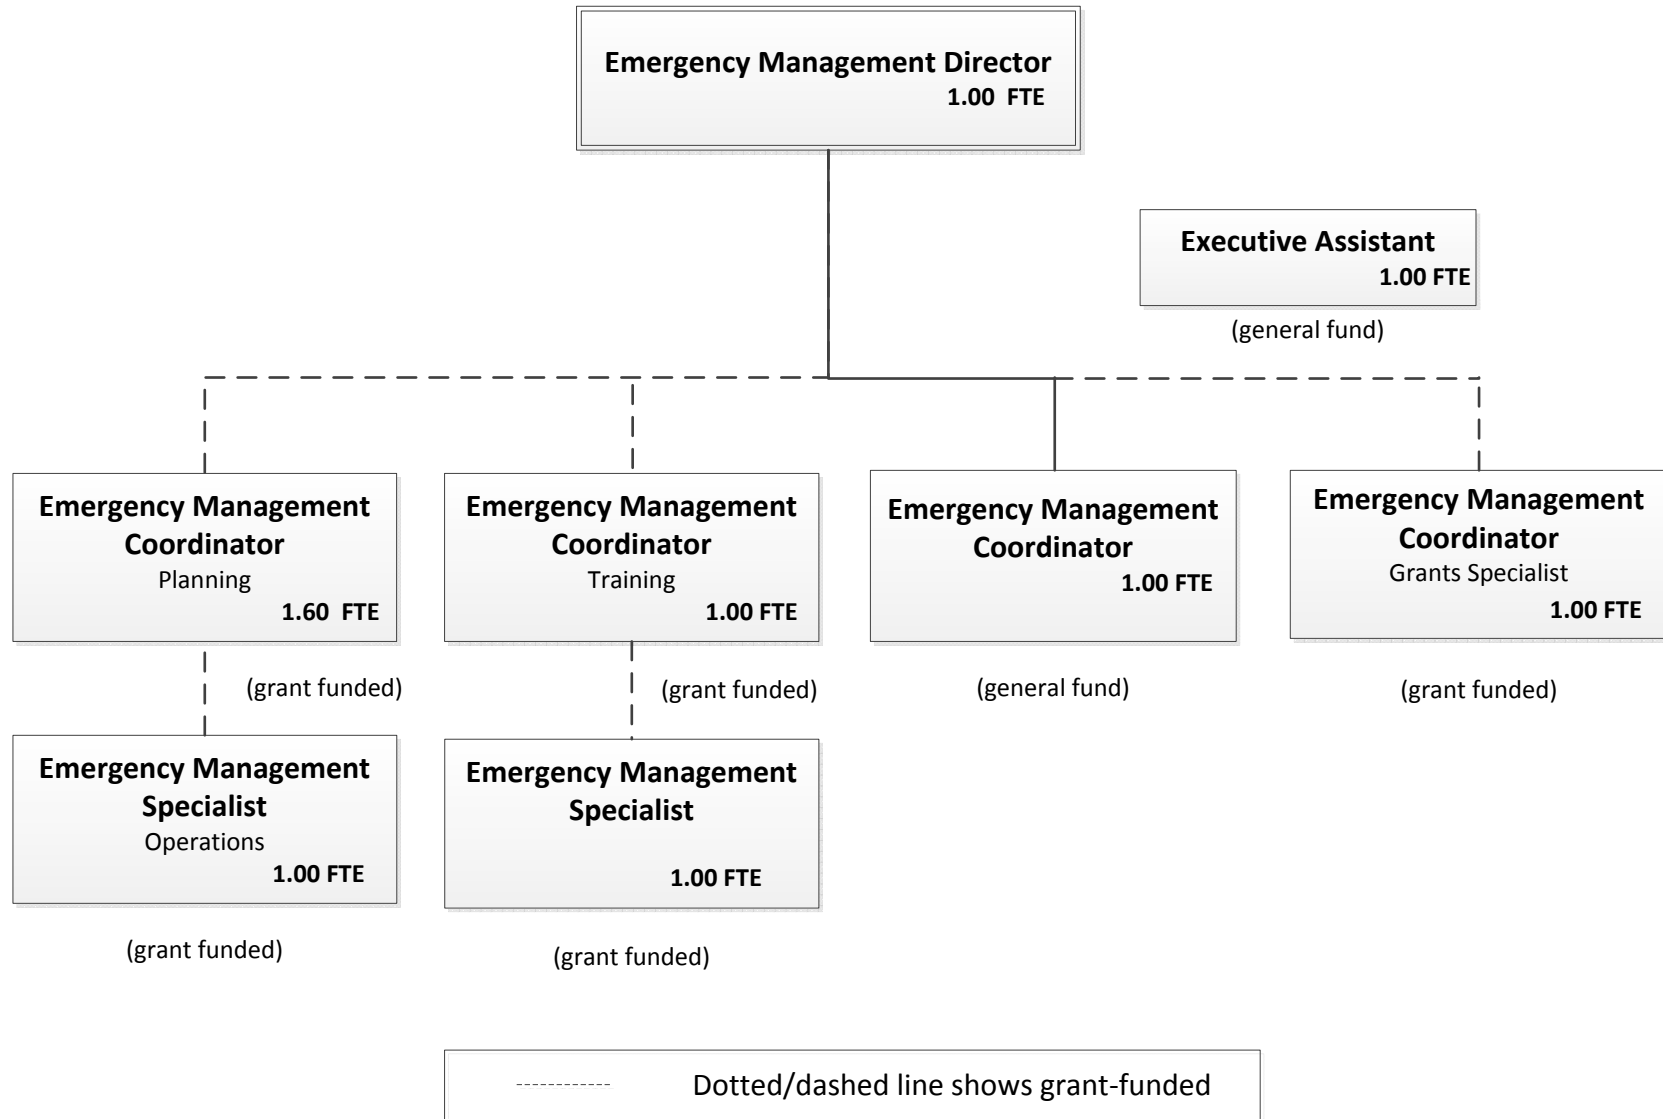 Emergency Management Director
1.00 FTE
Executive Assistant
1.00 FTE
(general fund)
Emergency Management
Coordinator
Planning
1.60 FTE
(grant funded)
Emergency Management
Coordinator
Training
1.00 FTE
(grant funded)
Emergency Management
Coordinator
1.00 FTE
(general fund)
Emergency Management
Coordinator
Grants Specialist
1.00 FTE
(grant funded)
Emergency Management
Specialist
Operations
1.00 FTE
(grant funded)
Emergency Management
Specialist
1.00 FTE
(grant funded)
Dotted/dashed line shows grant-funded